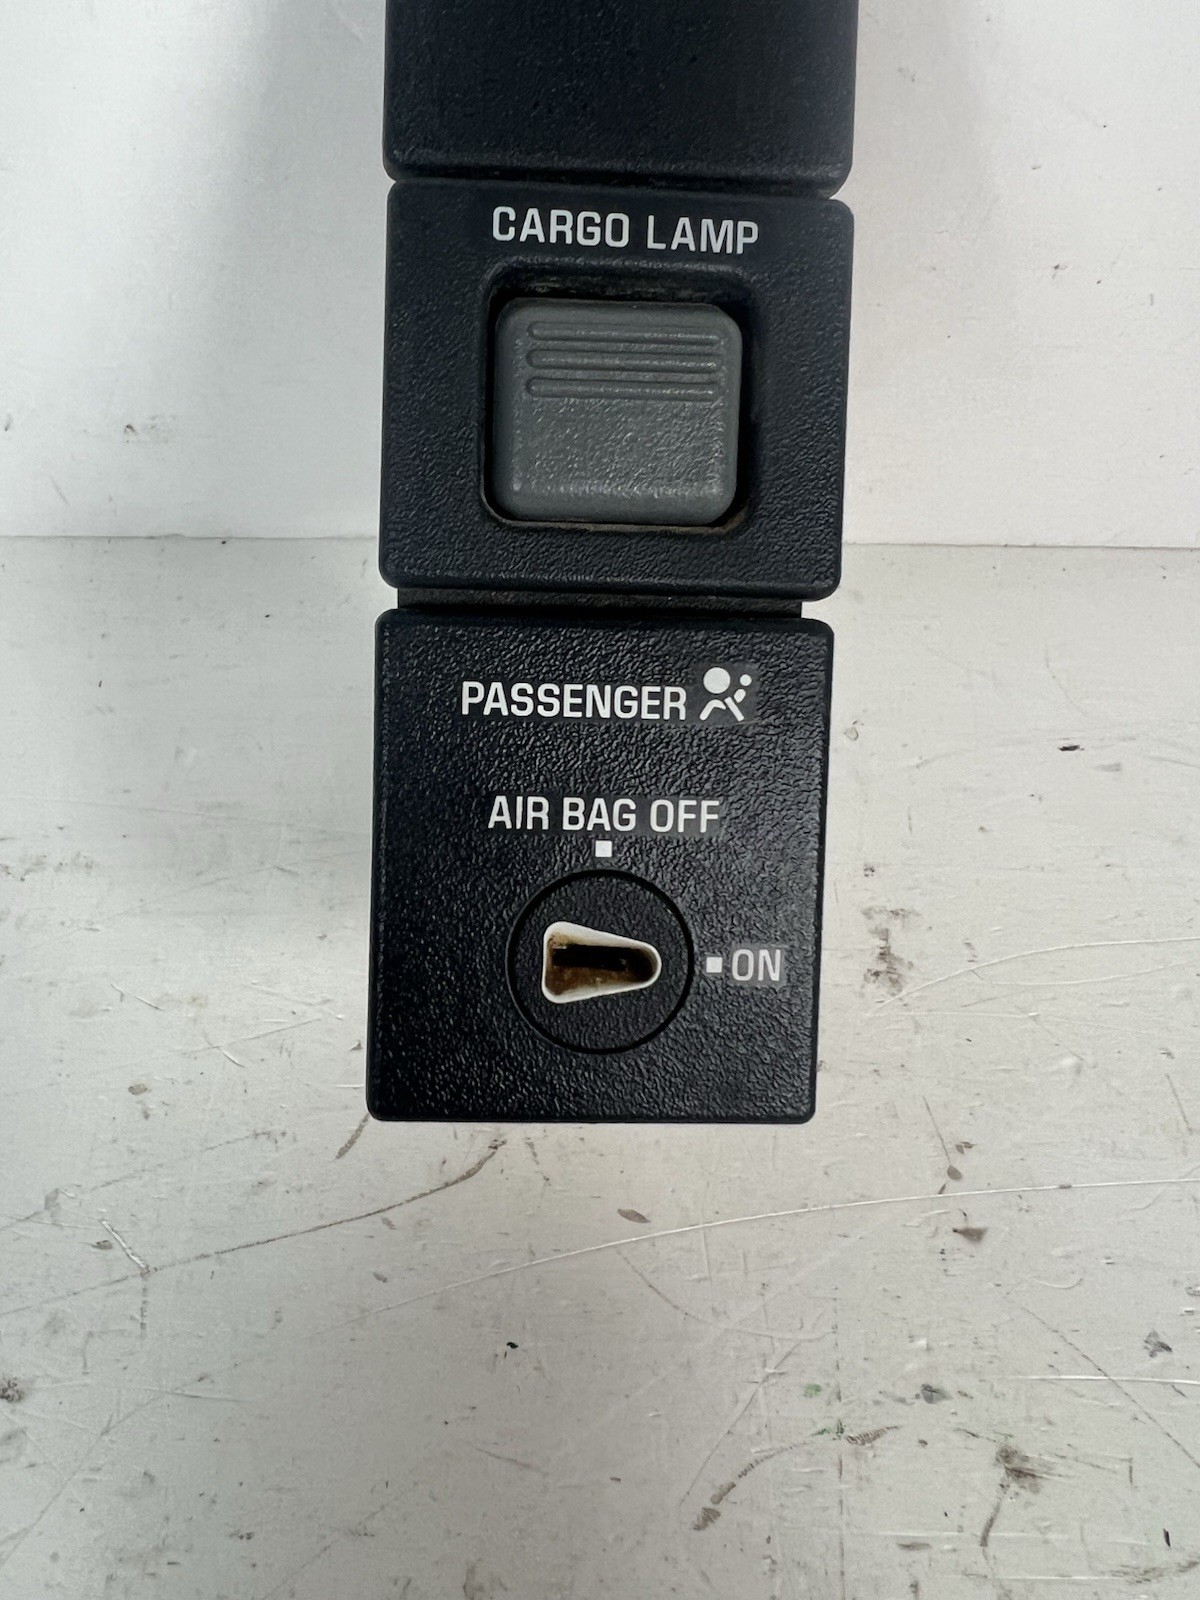 CARGO LAMP
PASSENGER
AIR BAG OFF
ON